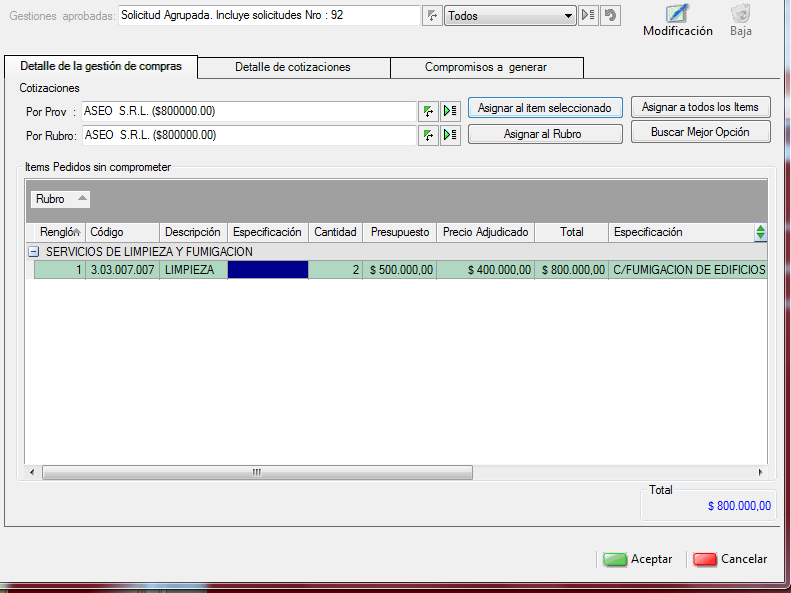 Gestiones aprobadas: Solicitud Agrupada. Incluye solicitudes Nro : 92 Todos
Modificación Baja
Detalle de la gestión de compras Detalle de cotizaciones Compromisos a generar
Cotizaciones
Por Prov : ASEO S.R.L. ($800000.00) Asignar al item seleccionado Asignar a todos los Items
Por Rubro: ASEO S.R.L. ($800000.00) Asignar al Rubro Buscar Mejor Opción
Items Pedidos sin comprometer
Rubro
Renglón Código Descripción Especificación Cantidad Presupuesto Precio Adjudicado Total Especificación
SERVICIOS DE LIMPIEZA Y FUMIGACION
1 3.03.007.007 LIMPIEZA 2 $ 500.000,00 $ 400.000,00 $ 800.000,00 C/FUMIGACION DE EDIFICIOS
Total
$ 800.000,00
Aceptar Cancelar